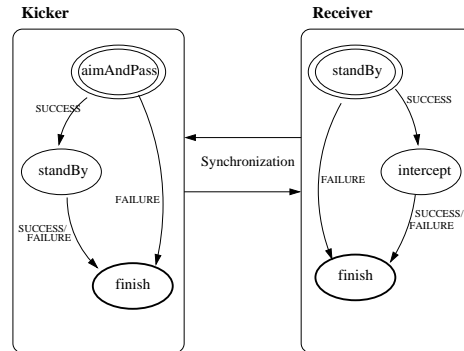 Kicker
aimAndPass
SUCCESS
standBy
FAILURE
SUCCESS/
FAILURE
finish
Synchronization
Receiver
standBy
SUCCESS
FAILURE
intercept
SUCCESS/
FAILURE
finish